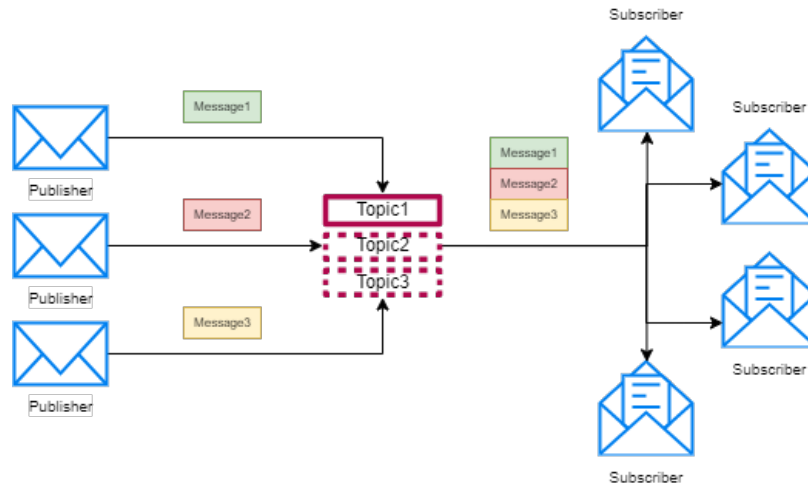 Subscriber
Message1
Subscriber
Publisher
Message1
Message2
Message3
Message2
Topic1
Topic2
Topic3
Publisher
Message3
Subscriber
Publisher
Subscriber